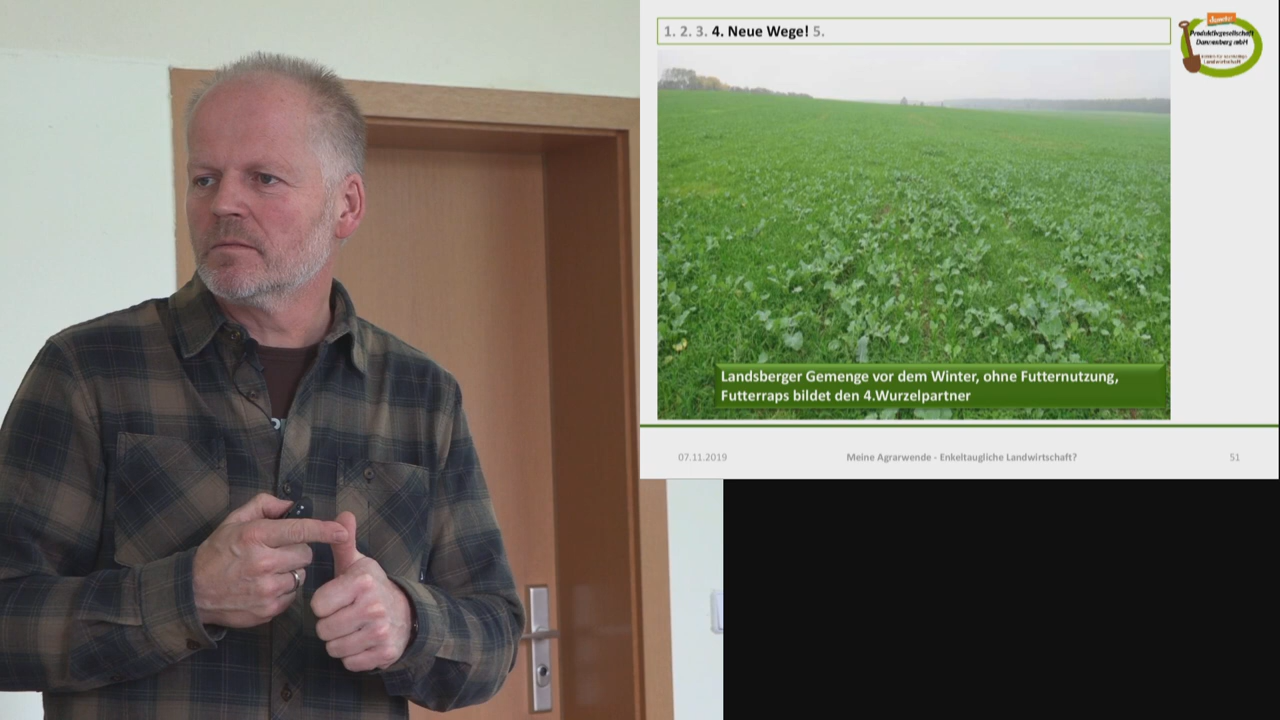 1. 2. 3. 4. Neue Wege! 5.
demeter
Produktivgesellschaft
Dannenberg mbH
Landwirtschaft
Landsberger Gemenge vor dem Winter, ohne Futternutzung,
Futterraps bildet den 4.Wurzelpartner
07.11.2019
Meine Agrarwende - Enkeltaugliche Landwirtschaft?
51